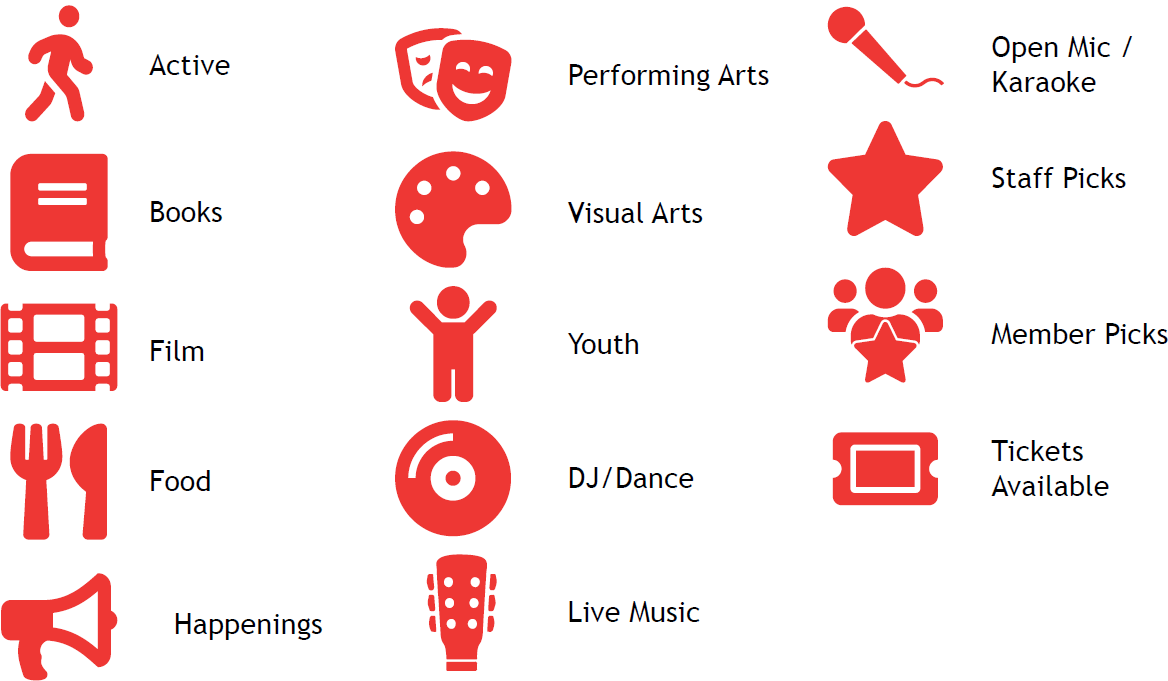 Active
Books
Film
Food
Happenings
Performing Arts
Visual Arts
Youth
DJ/Dance
Live Music
Open Mic /
Karaoke
Staff Picks
Member Picks
Tickets
Available